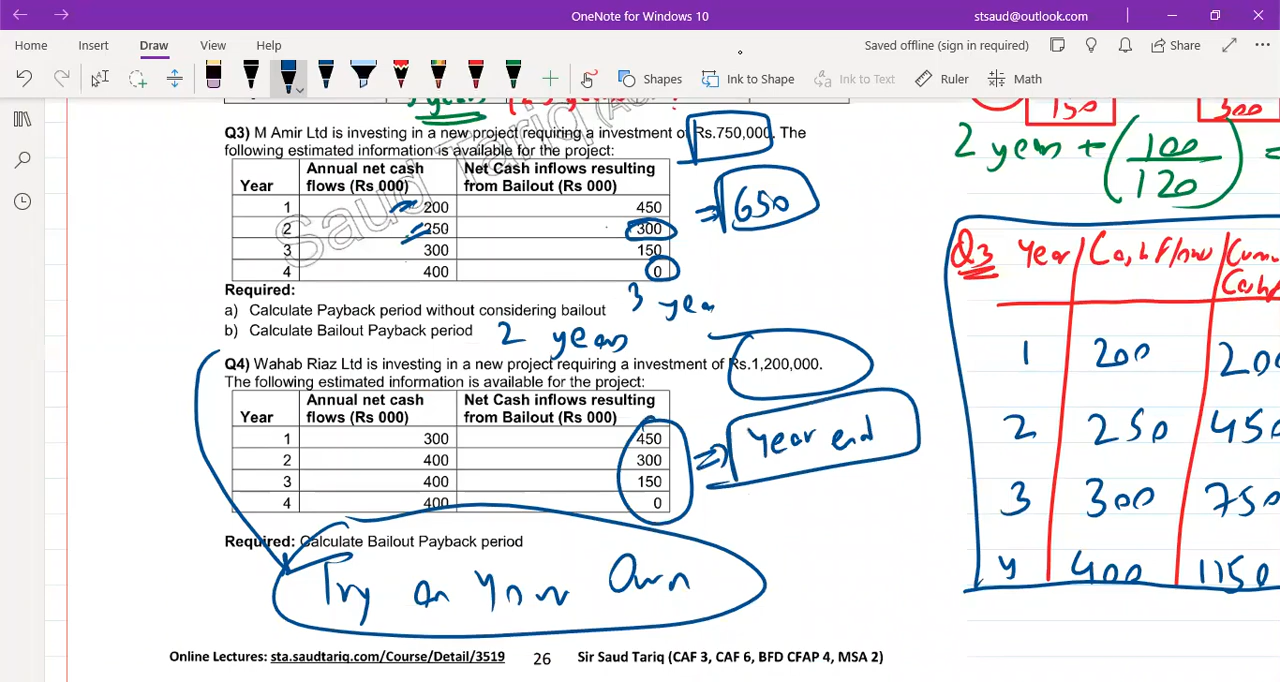 OneNote for Windows 10
stsaud@outlook.com
Home Insert Draw View Help
Saved offline (sign in required)
Share
Shapes
Ink to Shape
Ink to Text
Ruler
Math
Q3) M Amir Ltd is investing in a new project requiring a investment of Rs.750,000. The
following estimated information is available for the project:
Year
Annual net cash flows (Rs 000)
Net Cash inflows resulting from Bailout (Rs 000)
1 200 450
2 250 300
3 300 150
4 400 0
650
Required:
a) Calculate Payback period without considering bailout
3 year
b) Calculate Bailout Payback period
2 years
Q4) Wahab Riaz Ltd is investing in a new project requiring a investment of Rs.1,200,000.
The following estimated information is available for the project:
Year
Annual net cash flows (Rs 000)
Net Cash inflows resulting from Bailout (Rs 000)
1 300 450
2 400 300
3 400 150
4 400 0
Year end
Required: Calculate Bailout Payback period
Try on Your Own
Online Lectures: sta.saudtariq.com/Course/Detail/3519 26 Sir Saud Tariq (CAF 3, CAF 6, BFD CFAP 4, MSA 2)
Saud Tariq
150
300
2 years + (100/120) =
Q3 Year Cash flow
1 200 200
2 250 450
3 300 750
4 400 1150